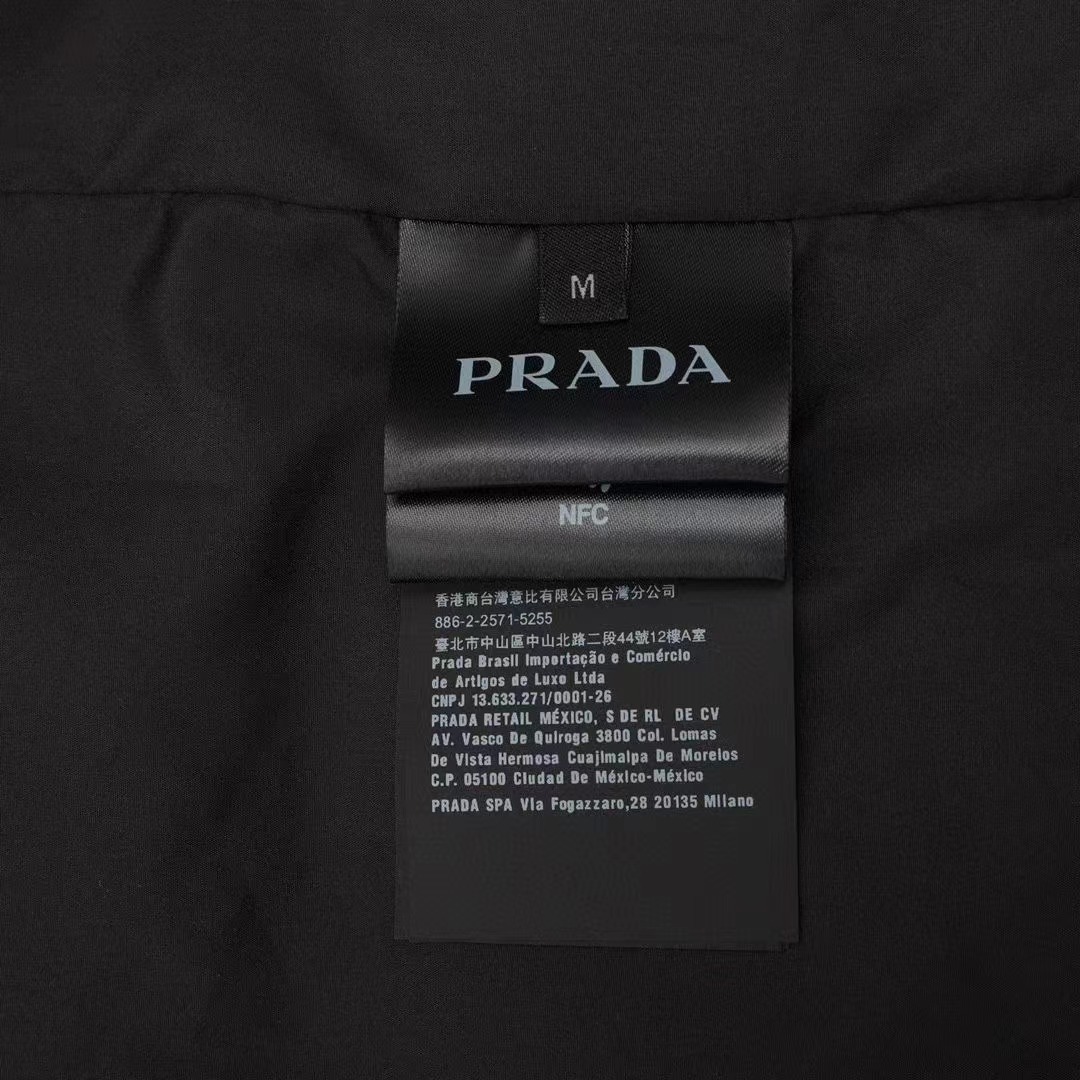 M
PRADA
NFC
香港商台灣意比有限公司台灣分公司
886-2-2571-5255
臺北市中山區中山北路二段44號12樓A室
Prada Brasil Importação e Comércio
de Artigos de Luxo Ltda
CNPJ 13.633.271/0001-26
PRADA RETAIL MÉXICO, S DE RL DE CV
AV. Vasco De Quiroga 3800 Col. Lomas
De Vista Hermosa Cuajimalpa De Morelos
C.P. 05100 Ciudad De México-México
PRADA SPA Via Fogazzaro,28 20135 Milano